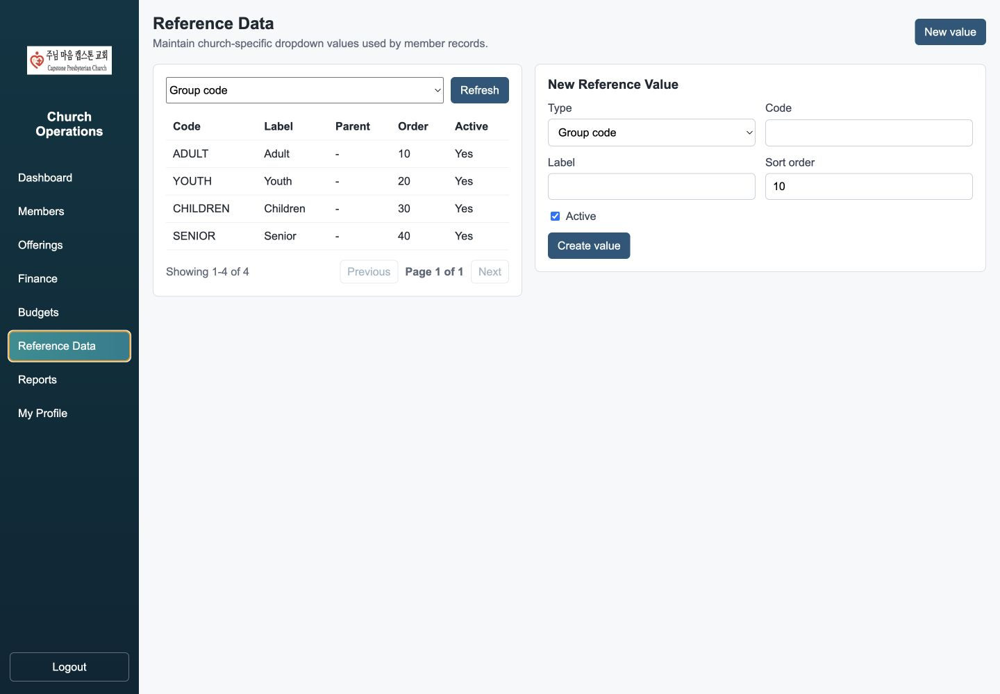 주님 마음 캡스톤 교회
Capstone Presbyterian Church
Church
Operations
Dashboard
Members
Offerings
Finance
Budgets
Reference Data
Reports
My Profile
Logout
Reference Data
Maintain church-specific dropdown values used by member records.
New value
Group code
Refresh
Code Label Parent Order Active
ADULT Adult - 10 Yes
YOUTH Youth - 20 Yes
CHILDREN Children - 30 Yes
SENIOR Senior - 40 Yes
Showing 1-4 of 4
Previous
Page 1 of 1
Next
New Reference Value
Type
Code
Group code
Label
Sort order
10
Active
Create value